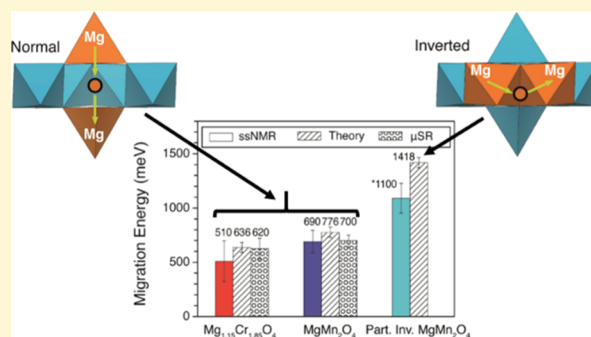 Normal
Mg
Mg
Inverted
Mg Mg
ssNMR Theory μSR
Migration Energy (meV)
1500
1000
500
0
510 636 620
690 776 700
*1100
1418
Mg1.15Cr1.85O4 MgMn2O4 Part. Inv. MgMn2O4